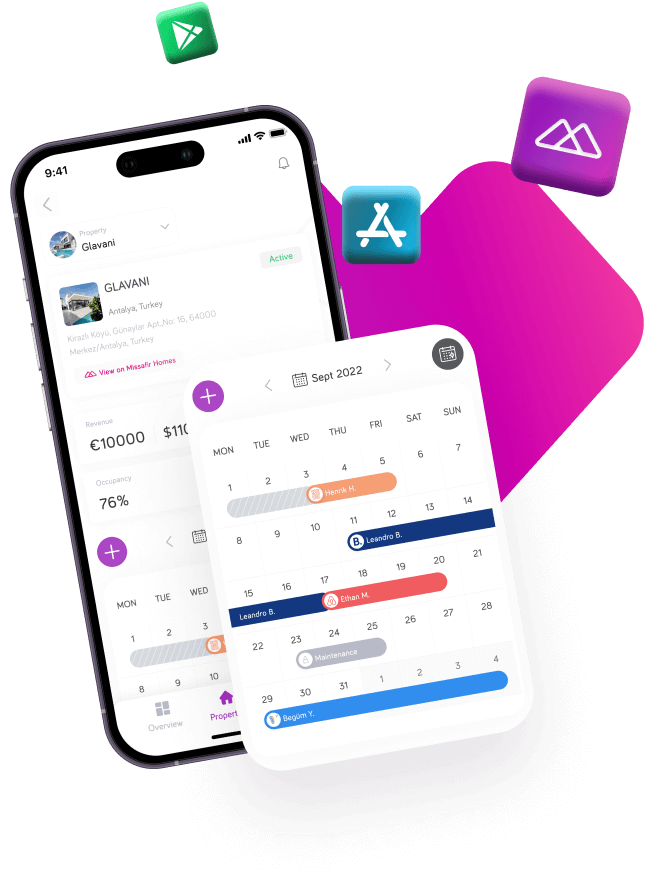 9:41
Property
Glavani
GLAVANI
Active
Antalya, Turkey
Kirazlı Köyü, Günaylar Apt.,No: 16, 64000
Merkez/Antalya, Turkey
View on Missafir Homes
Revenue
€10000
$110
Occupancy
76%
MON TUE WED
1 2 3
8 9 10
Overview
Propert
Sept 2022
MON TUE WED THU FRI SAT SUN
1 2 3 4 5 6 7
Henrik H.
8 9 10 11 12 13 14
B. Leandro B.
15 16 17 18 19 20 21
Leandro B.
Ethan M.
22 23 24 25 26 27 28
Maintenance
29 30 31 1 2 3 4
Begüm Y.